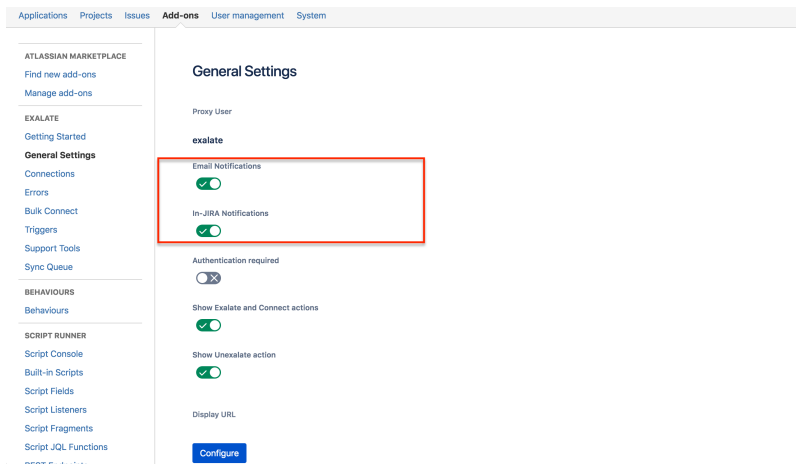 Applications Projects Issues Add-ons User management System
ATLASSIAN MARKETPLACE
Find new add-ons
Manage add-ons
EXALATE
Getting Started
General Settings
Connections
Errors
Bulk Connect
Triggers
Support Tools
Sync Queue
BEHAVIOURS
Behaviours
SCRIPT RUNNER
Script Console
Built-in Scripts
Script Fields
Script Listeners
Script Fragments
Script JQL Functions
General Settings
Proxy User
exalate
Email Notifications
In-JIRA Notifications
Authentication required
Show Exalate and Connect actions
Show Unexalate action
Display URL
Configure